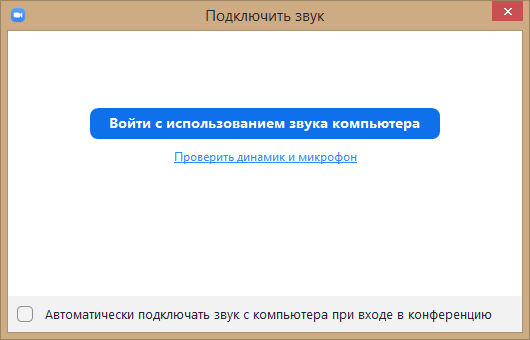 Подключить звук
Войти с использованием звука компьютера
Проверить динамик и микрофон
Автоматически подключать звук с компьютера при входе в конференцию